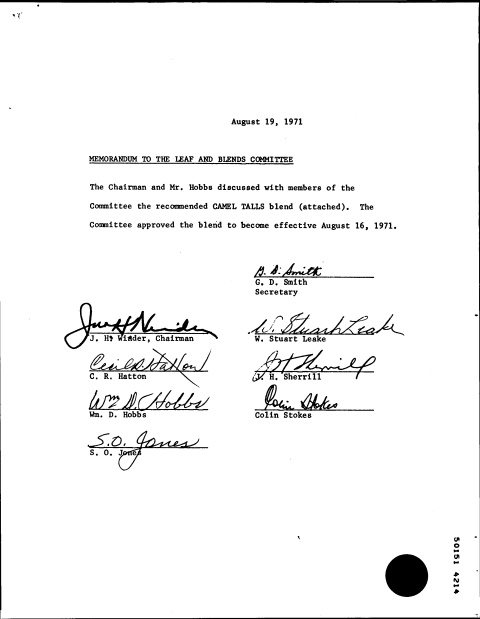 August 19, 1971
MEMORANDUM TO THE LEAF AND BLENDS COMMITTEE
The Chairman and Mr. Hobbs discussed with members of the
Committee the recommended CAMEL TALLS blend (attached). The
Committee approved the blend to become effective August 16, 1971.
G. D. Smith
G. D. Smith
Secretary
J. H. Winder, Chairman
W. Stuart Leake
W. Stuart Leake
Cecil R. Hatton
C. R. Hatton
J H Sherrill
J. H. Sherrill
Wm D. Hobbs
Wm. D. Hobbs
Colin Stokes
Colin Stokes
S. O. Jones
S. O. Jones
50151 4214